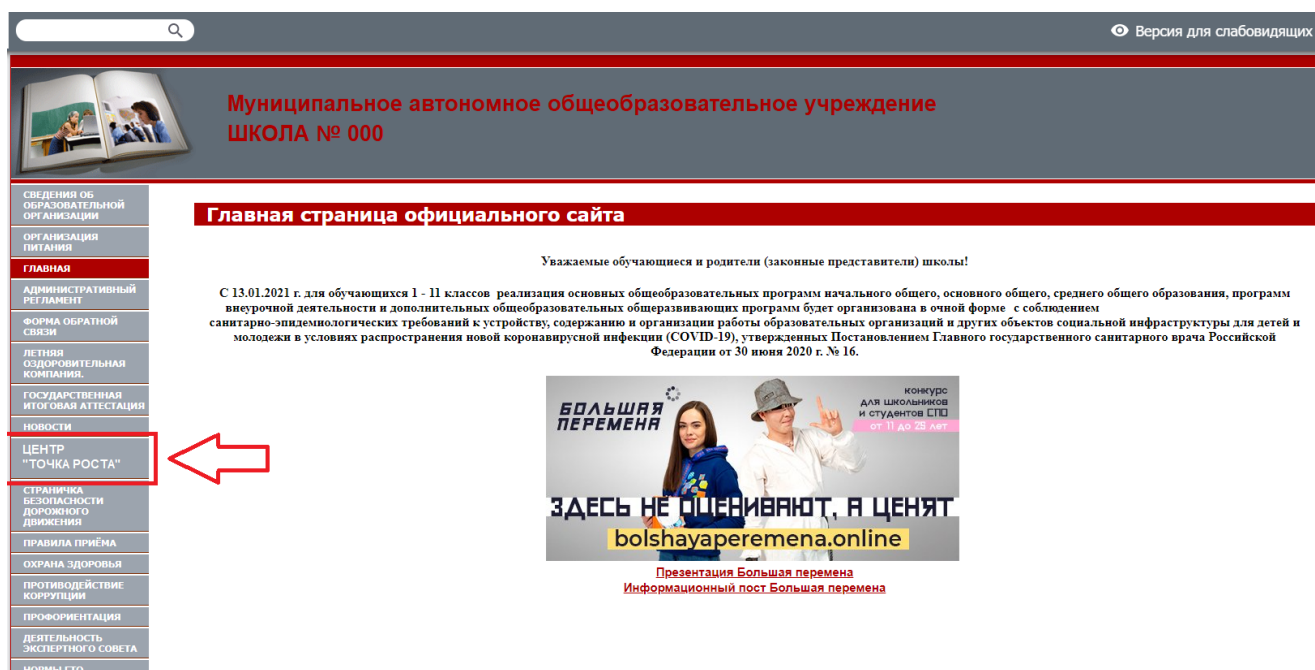 Версия для слабовидящих
Муниципальное автономное общеобразовательное учреждение
ШКОЛА № 000
СВЕДЕНИЯ ОБ
ОБРАЗОВАТЕЛЬНОЙ
ОРГАНИЗАЦИИ
ОРГАНИЗАЦИЯ
ПИТАНИЯ
ГЛАВНАЯ
АДМИНИСТРАТИВНЫЙ
РЕГЛАМЕНТ
ФОРМА ОБРАТНОЙ
СВЯЗИ
ЛЕТНЯЯ
ОЗДОРОВИТЕЛЬНАЯ
КОМПАНИЯ.
ГОСУДАРСТВЕННАЯ
ИТОГОВАЯ АТТЕСТАЦИЯ
НОВОСТИ
ЦЕНТР
"ТОЧКА РОСТА"
СТРАНИЧКА
БЕЗОПАСНОСТИ
ДОРОЖНОГО
ДВИЖЕНИЯ
ПРАВИЛА ПРИЁМА
ОХРАНА ЗДОРОВЬЯ
ПРОТИВОДЕЙСТВИЕ
КОРРУПЦИИ
ПРОФОРИЕНТАЦИЯ
ДЕЯТЕЛЬНОСТЬ
ЭКСПЕРТНОГО СОВЕТА
НОРМЫ ГТО
Главная страница официального сайта
Уважаемые обучающиеся и родители (законные представители) школы!
С 13.01.2021 г. для обучающихся 1 - 11 классов реализация основных общеобразовательных программ начального общего, основного общего, среднего общего образования, программ
внеурочной деятельности и дополнительных общеобразовательных общеразвивающих программ будет организована в очной форме с соблюдением
санитарно-эпидемиологических требований к устройству, содержанию и организации работы образовательных организаций и других объектов социальной инфраструктуры для детей и
молодежи в условиях распространения новой коронавирусной инфекции (COVID-19), утвержденных Постановлением Главного государственного санитарного врача Российской
Федерации от 30 июня 2020 г. № 16.
БОЛЬШАЯ
ПЕРЕМЕНА
конкурс
для школьников
и студентов СПО
от 11 до 25 лет
ЗДЕСЬ НЕ ОЦЕНИВАЮТ, А ЦЕНЯТ
bolshayaperemena.online
Презентация Большая перемена
Информационный пост Большая перемена